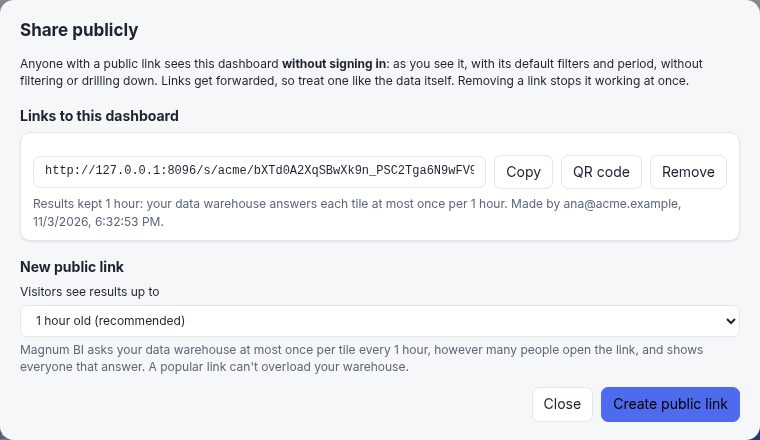 Share publicly
Anyone with a public link sees this dashboard without signing in: as you see it, with its default filters and period, without
filtering or drilling down. Links get forwarded, so treat one like the data itself. Removing a link stops it working at once.
Links to this dashboard
http://127.0.0.1:8096/s/acme/bXTd0A2XqSBwXk9n_PSC2Tga6N9wFV9
Copy
QR code
Remove
Results kept 1 hour: your data warehouse answers each tile at most once per 1 hour. Made by ana@acme.example,
11/3/2026, 6:32:53 PM.
New public link
Visitors see results up to
1 hour old (recommended)
Magnum BI asks your data warehouse at most once per tile every 1 hour, however many people open the link, and shows
everyone that answer. A popular link can't overload your warehouse.
Close
Create public link